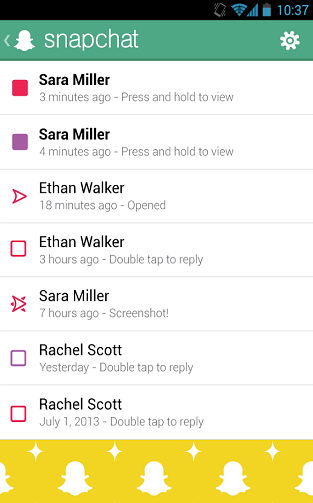 10:37
snapchat
Sara Miller
3 minutes ago - Press and hold to view
Sara Miller
4 minutes ago - Press and hold to view
Ethan Walker
18 minutes ago - Opened
Ethan Walker
3 hours ago - Double tap to reply
Sara Miller
7 hours ago - Screenshot!
Rachel Scott
Yesterday - Double tap to reply
Rachel Scott
July 1, 2013 - Double tap to reply